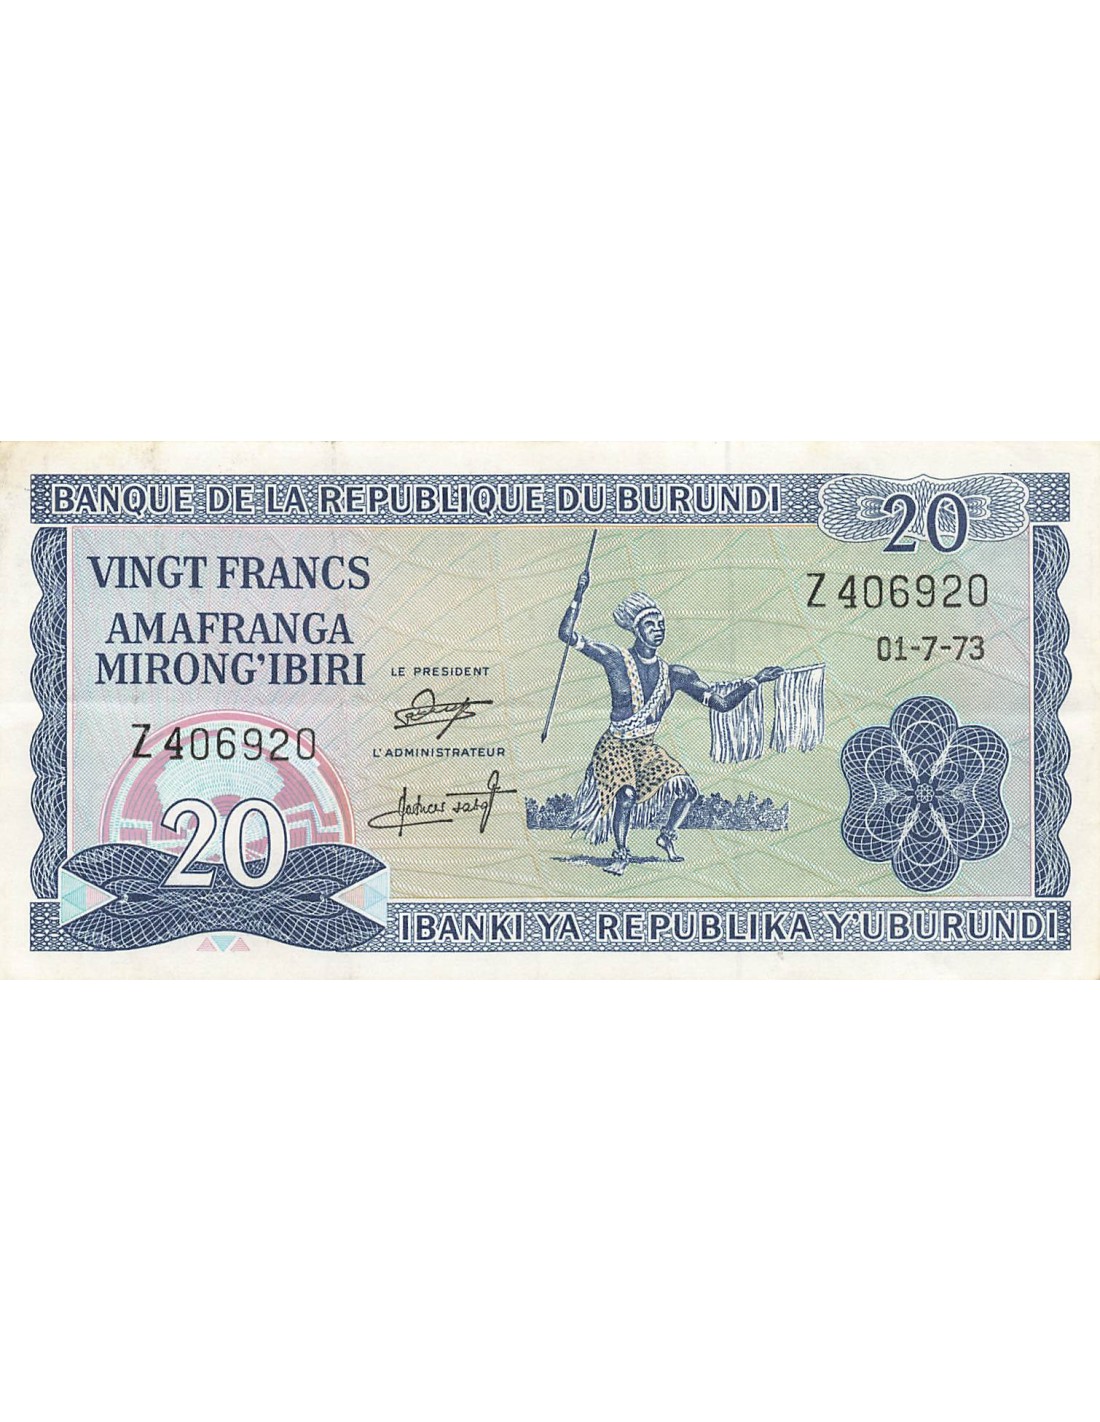 BANQUE DE LA REPUBLIQUE DU BURUNDI
20
VINGT FRANCS
AMAFRANGA
MIRONG'IBIRI
Z 406920
01-7-73
LE PRESIDENT
Z 406920
L'ADMINISTRATEUR
20
IBANKI YA REPUBLIKA Y'UBURUNDI